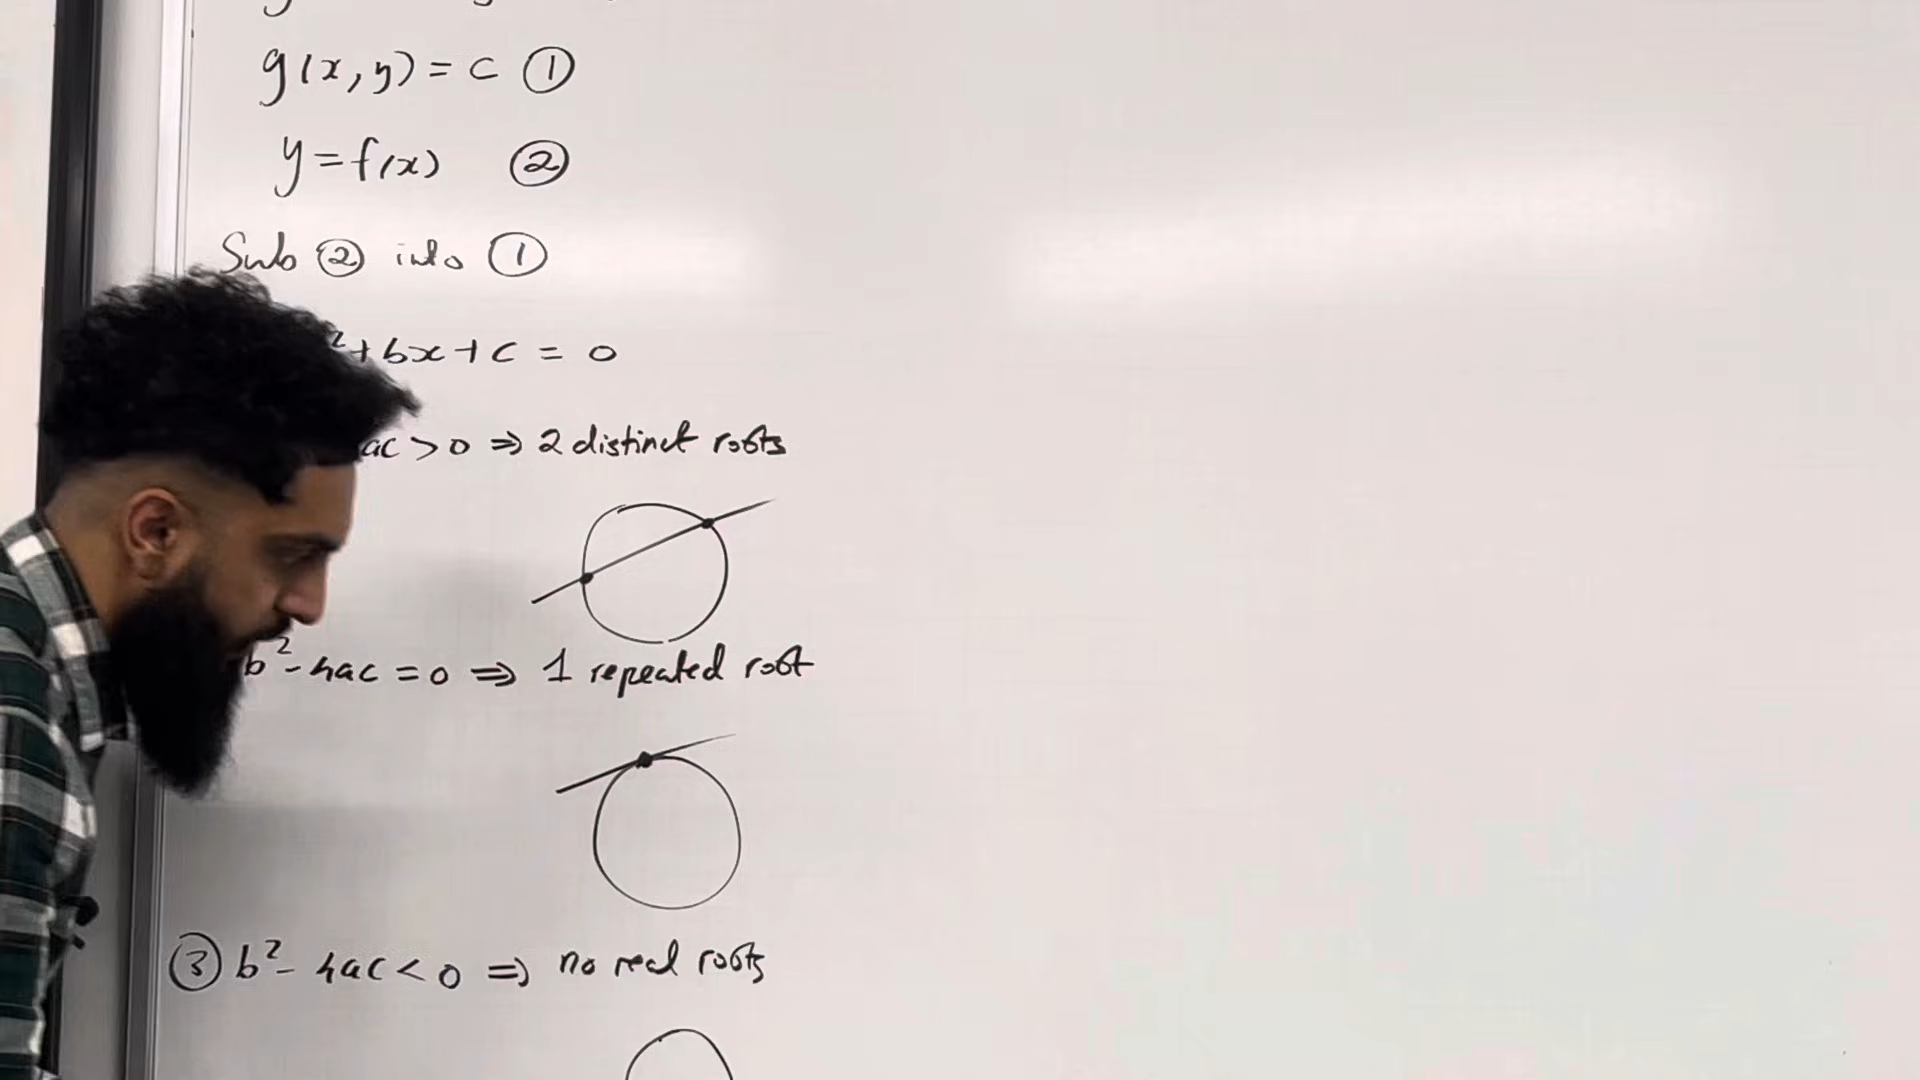 g(x,y) = c ①
y = f(x) ②
Sub ② into ①
²+bx+c = 0
ac > 0 ⇒ 2 distinct roots
b²-4ac = 0 ⇒ 1 repeated root
③ b²-4ac < 0 ⇒ no real roots